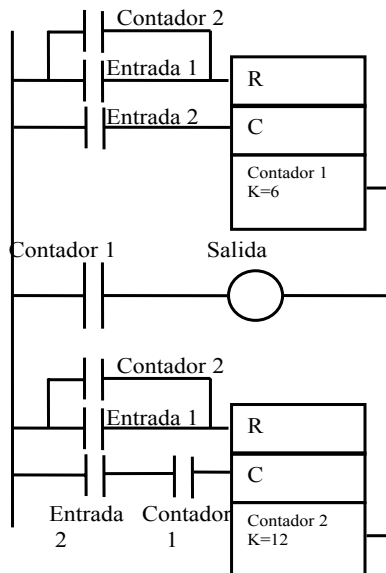 Contador 2
Entrada 1
R
Entrada 2
C
Contador 1
K=6
Contador 1
Salida
Contador 2
Entrada 1
R
C
Entrada
2
Contador
1
Contador 2
K=12